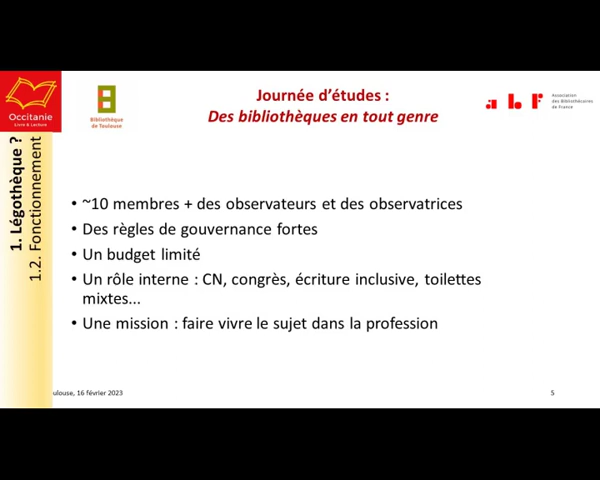 Occitanie
Livre & Lecture
Bibliothèque
de Toulouse
Journée d'études :
Des bibliothèques en tout genre
Association
des Bibliothécaires
de France
1. Légothèque ?
1.2. Fonctionnement
• ~10 membres + des observateurs et des observatrices
• Des règles de gouvernance fortes
• Un budget limité
• Un rôle interne : CN, congrès, écriture inclusive, toilettes
mixtes...
• Une mission : faire vivre le sujet dans la profession
oulouse, 16 février 2023
5